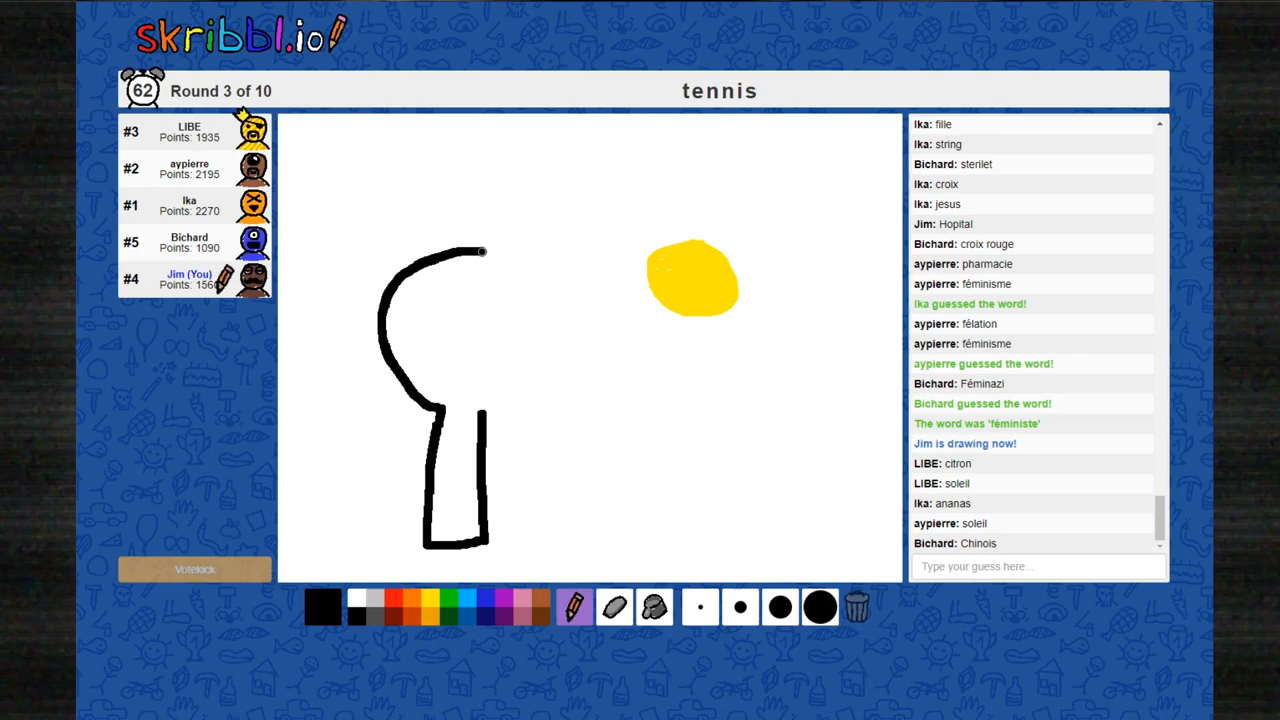 skribbl.io
62
Round 3 of 10
tennis
#3
LIBE
Points: 1935
#2
aypierre
Points: 2195
#1
Ika
Points: 2270
#5
Bichard
Points: 1090
#4
Jim (You)
Points: 1560
Votekick
Ika: fille
Ika: string
Bichard: sterilet
Ika: croix
Ika: jesus
Jim: Hopital
Bichard: croix rouge
aypierre: pharmacie
aypierre: féminisme
Ika guessed the word!
aypierre: félation
aypierre: féminisme
aypierre guessed the word!
Bichard: Féminazi
Bichard guessed the word!
The word was 'féministe'
Jim is drawing now!
LIBE: citron
LIBE: soleil
Ika: ananas
aypierre: soleil
Bichard: Chinois
Type your guess here...